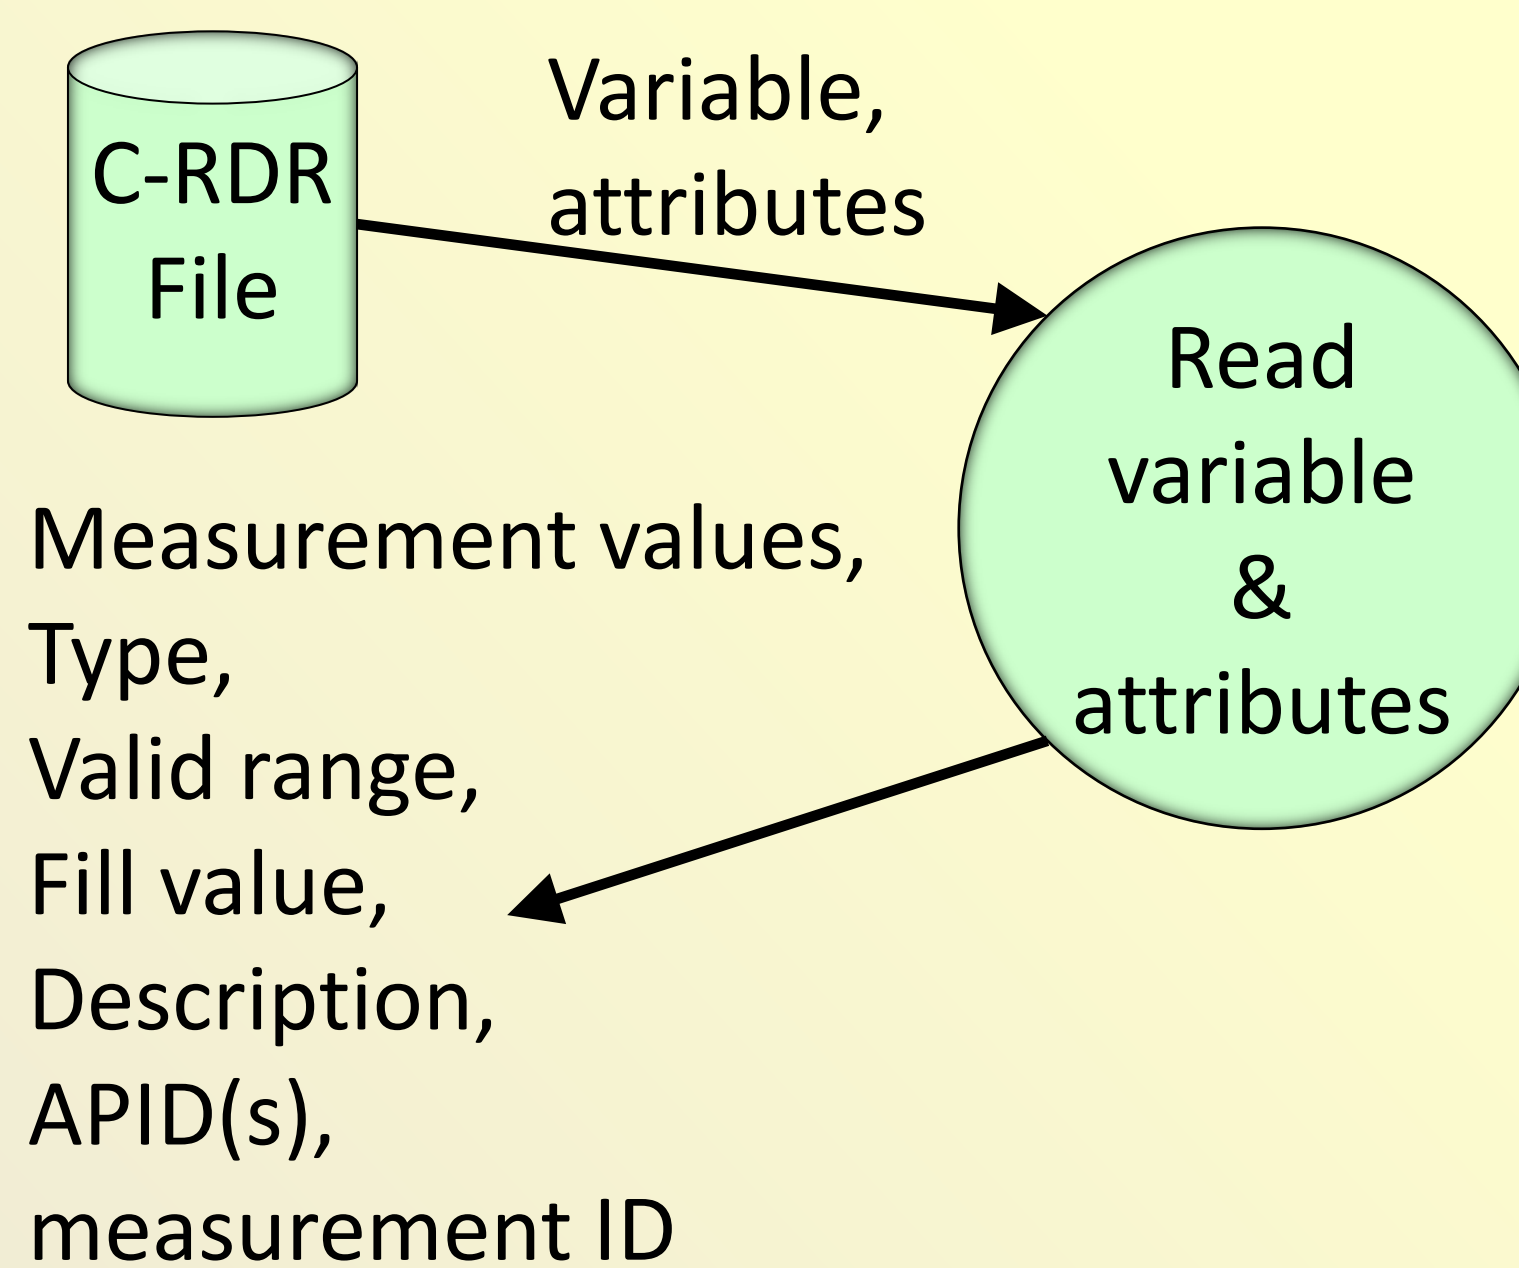 C-RDR
File
Variable,
attributes
Read
variable
&
attributes
Measurement values,
Type,
Valid range,
Fill value,
Description,
APID(s),
measurement ID